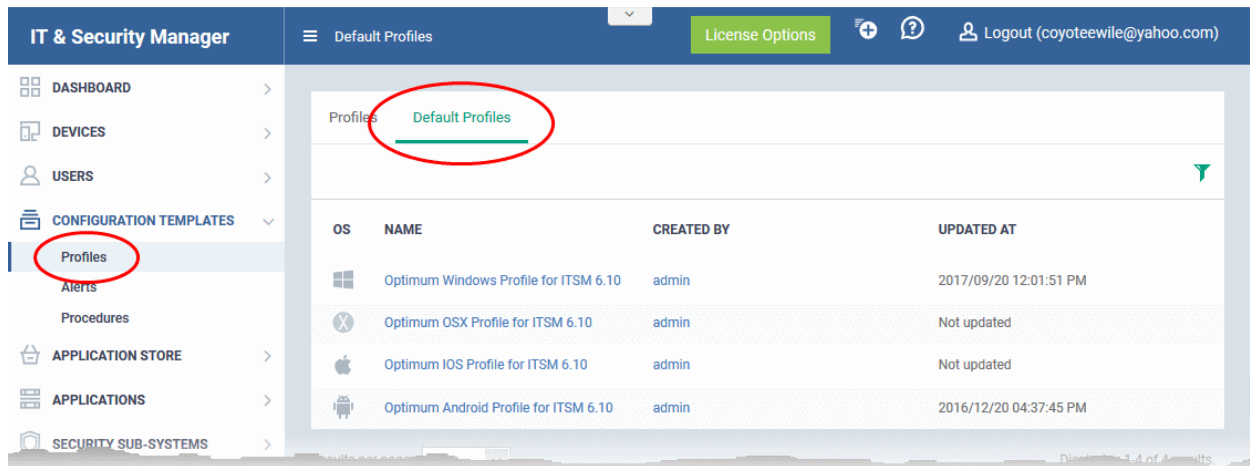 IT & Security Manager
Default Profiles
License Options
Logout (coyoteewile@yahoo.com)
DASHBOARD
DEVICES
USERS
CONFIGURATION TEMPLATES
Profiles
Alerts
Procedures
APPLICATION STORE
APPLICATIONS
SECURITY SUB-SYSTEMS
Profiles Default Profiles
OS NAME CREATED BY UPDATED AT
Optimum Windows Profile for ITSM 6.10 admin 2017/09/20 12:01:51 PM
Optimum OSX Profile for ITSM 6.10 admin Not updated
Optimum IOS Profile for ITSM 6.10 admin Not updated
Optimum Android Profile for ITSM 6.10 admin 2016/12/20 04:37:45 PM